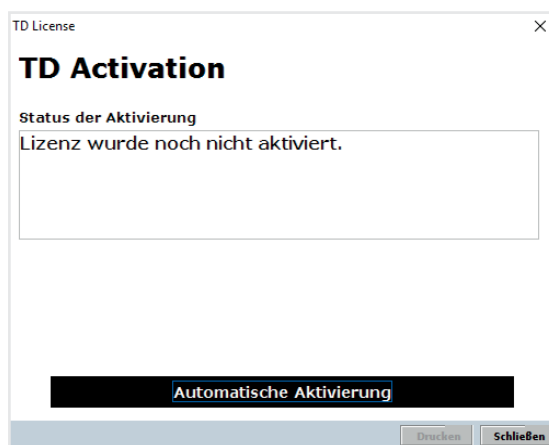 TD License
TD Activation
Status der Aktivierung
Lizenz wurde noch nicht aktiviert.
Automatische Aktivierung
Drucken Schließen